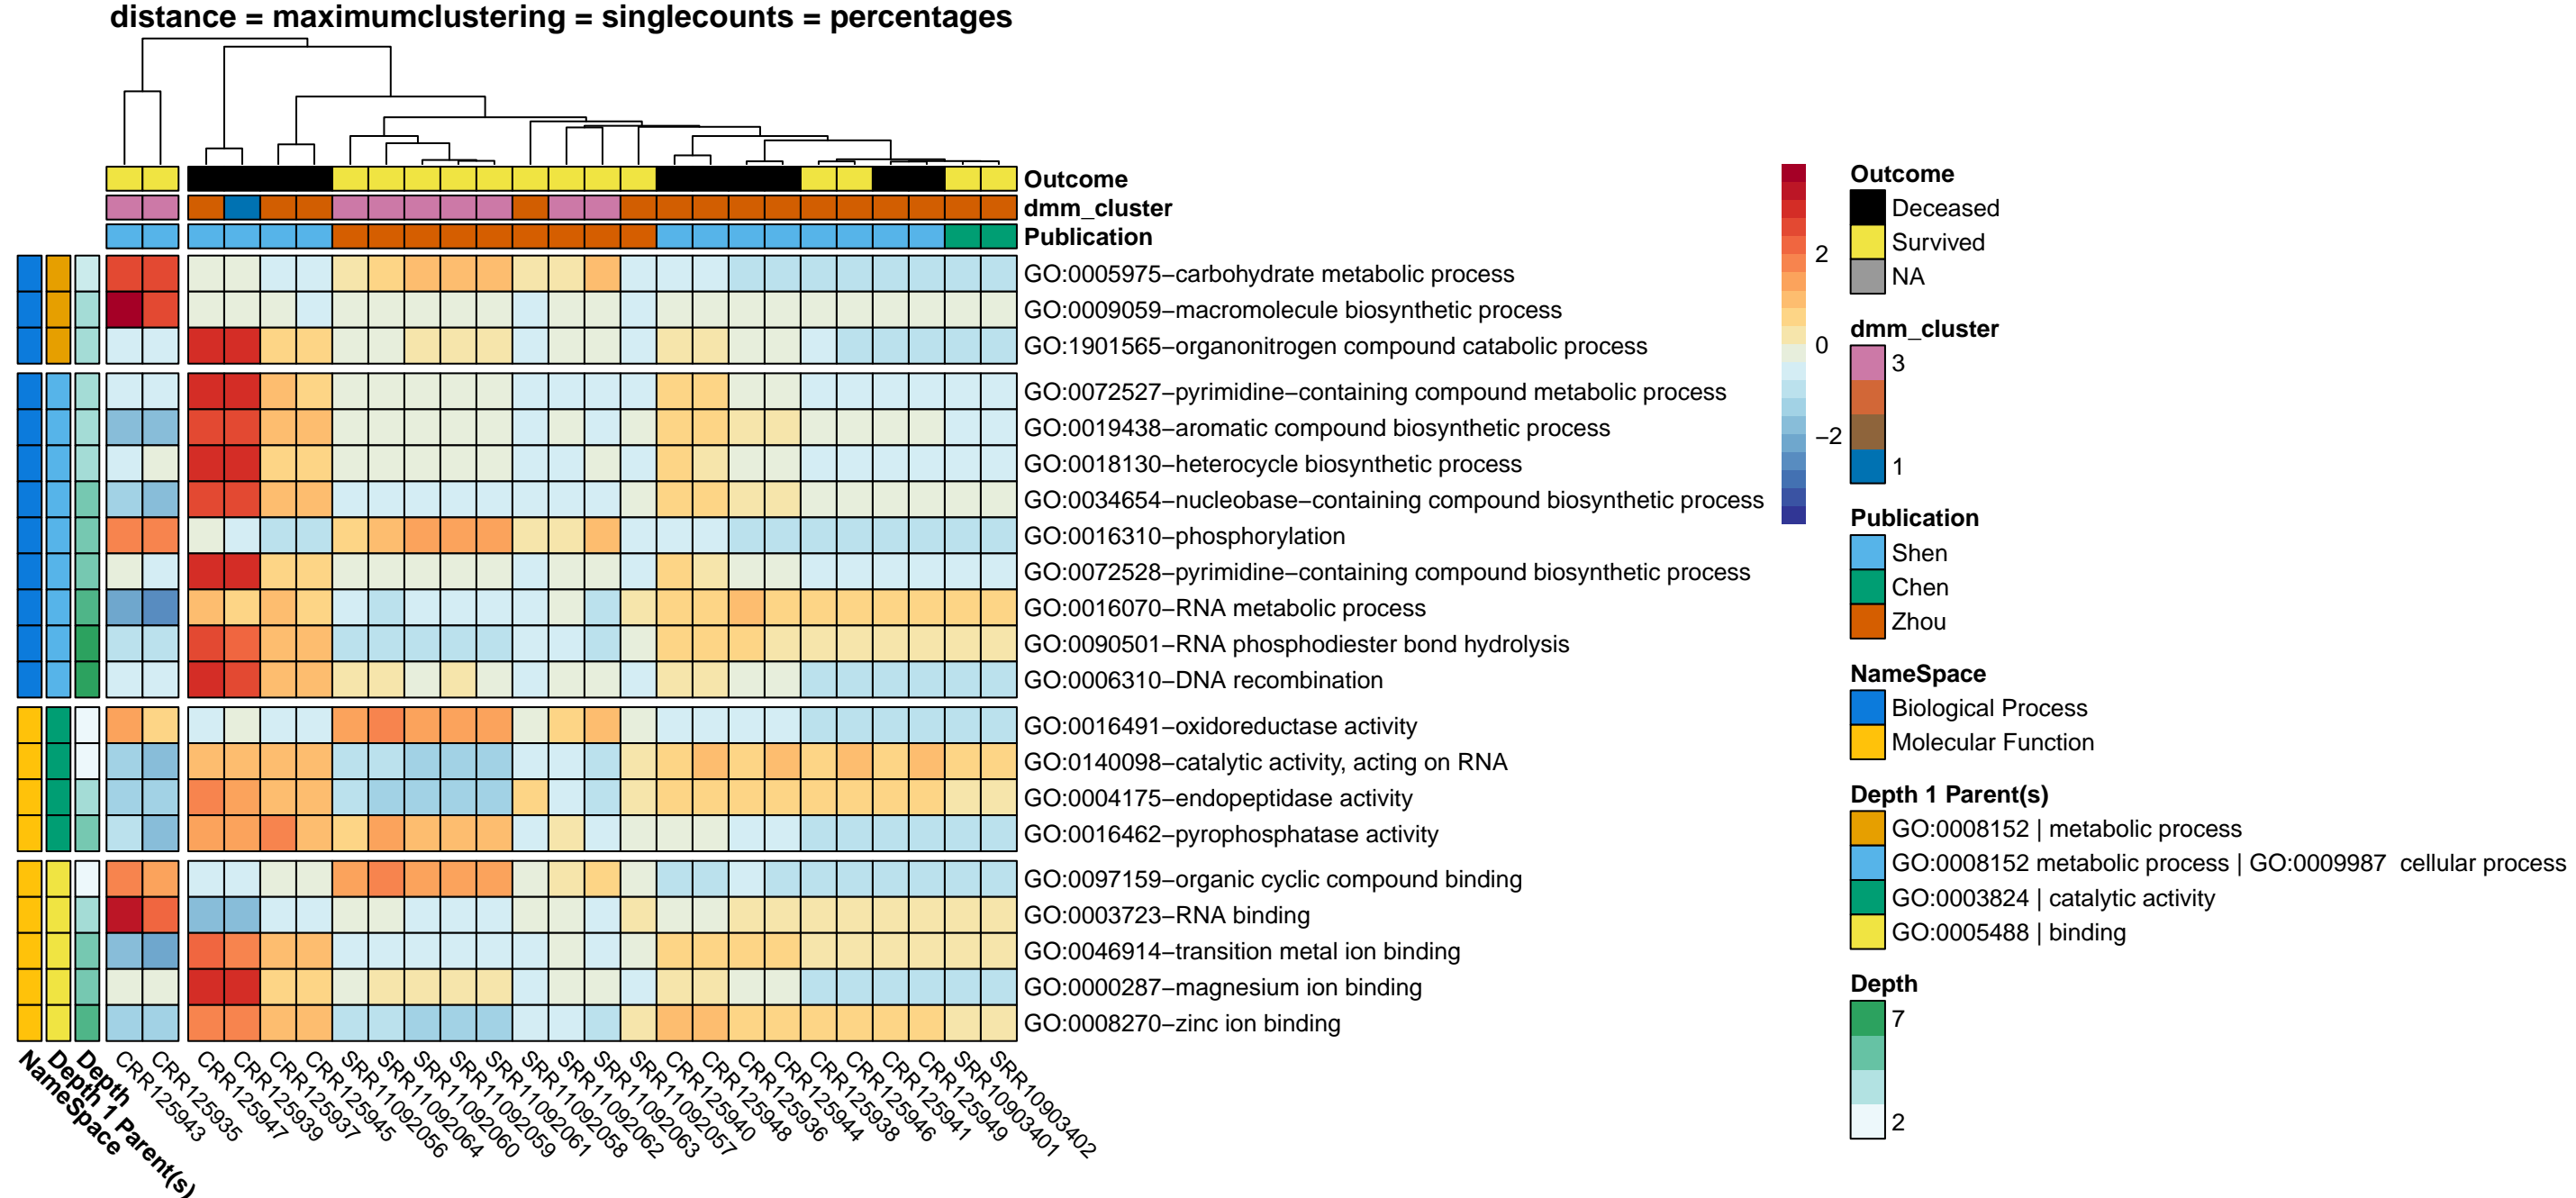 distance = maximumclustering = singlecounts = percentages
Outcome
dmm_cluster
Publication
GO:0005975−carbohydrate metabolic process
GO:0009059−macromolecule biosynthetic process
GO:1901565−organonitrogen compound catabolic process
GO:0072527−pyrimidine−containing compound metabolic process
GO:0019438−aromatic compound biosynthetic process
GO:0018130−heterocycle biosynthetic process
GO:0034654−nucleobase−containing compound biosynthetic process
GO:0016310−phosphorylation
GO:0072528−pyrimidine−containing compound biosynthetic process
GO:0016070−RNA metabolic process
GO:0090501−RNA phosphodiester bond hydrolysis
GO:0006310−DNA recombination
GO:0016491−oxidoreductase activity
GO:0140098−catalytic activity, acting on RNA
GO:0004175−endopeptidase activity
GO:0016462−pyrophosphatase activity
GO:0097159−organic cyclic compound binding
GO:0003723−RNA binding
GO:0046914−transition metal ion binding
GO:0000287−magnesium ion binding
GO:0008270−zinc ion binding
NameSpace
Depth 1 Parent(s)
Depth
CRR125943
CRR125935
CRR125947
CRR125939
CRR125937
CRR125945
SRR11092056
SRR11092064
SRR11092060
SRR11092059
SRR11092061
SRR11092058
SRR11092062
SRR11092063
SRR11092057
CRR125940
CRR125948
CRR125936
CRR125944
CRR125938
CRR125946
CRR125941
CRR125949
SRR10903401
SRR10903402
2
0
−2
Outcome
Deceased
Survived
NA
dmm_cluster
3
1
Publication
Shen
Chen
Zhou
NameSpace
Biological Process
Molecular Function
Depth 1 Parent(s)
GO:0008152 | metabolic process
GO:0008152 metabolic process | GO:0009987  cellular process
GO:0003824 | catalytic activity
GO:0005488 | binding
Depth
7
2